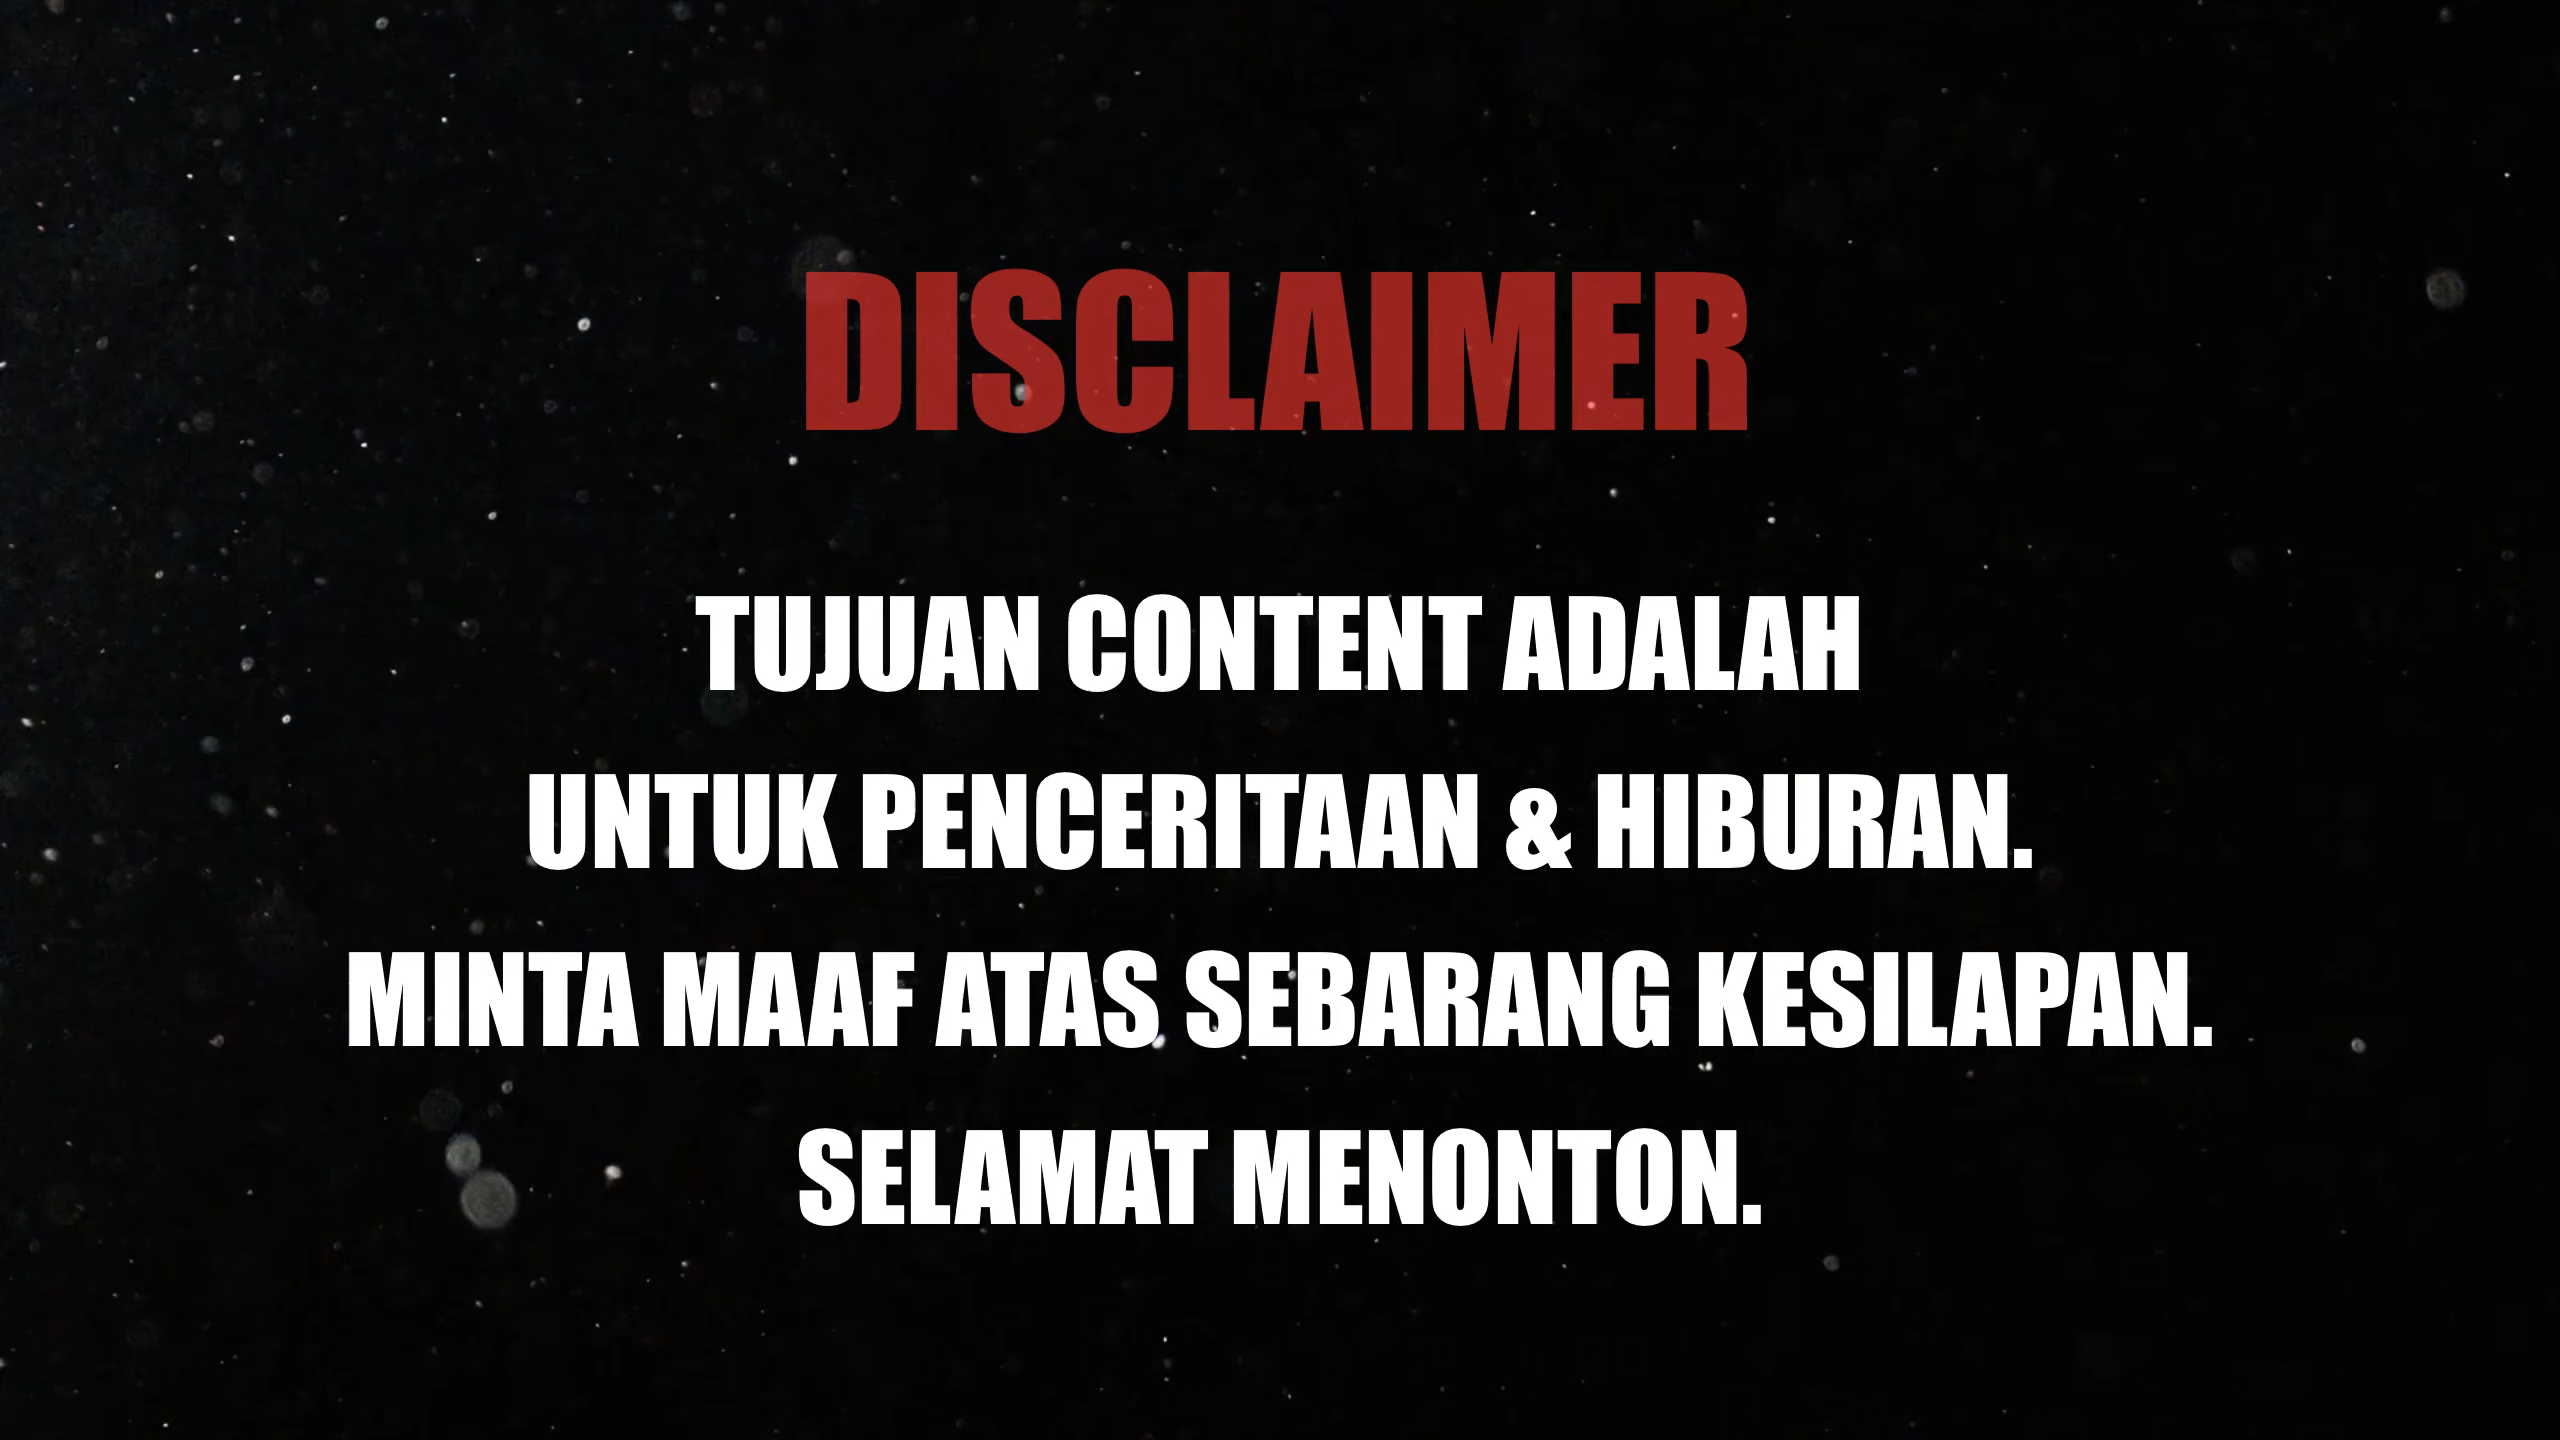 DISCLAIMER
TUJUAN CONTENT ADALAH
UNTUK PENCERITAAN & HIBURAN.
MINTA MAAF ATAS SEBARANG KESILAPAN.
SELAMAT MENONTON.